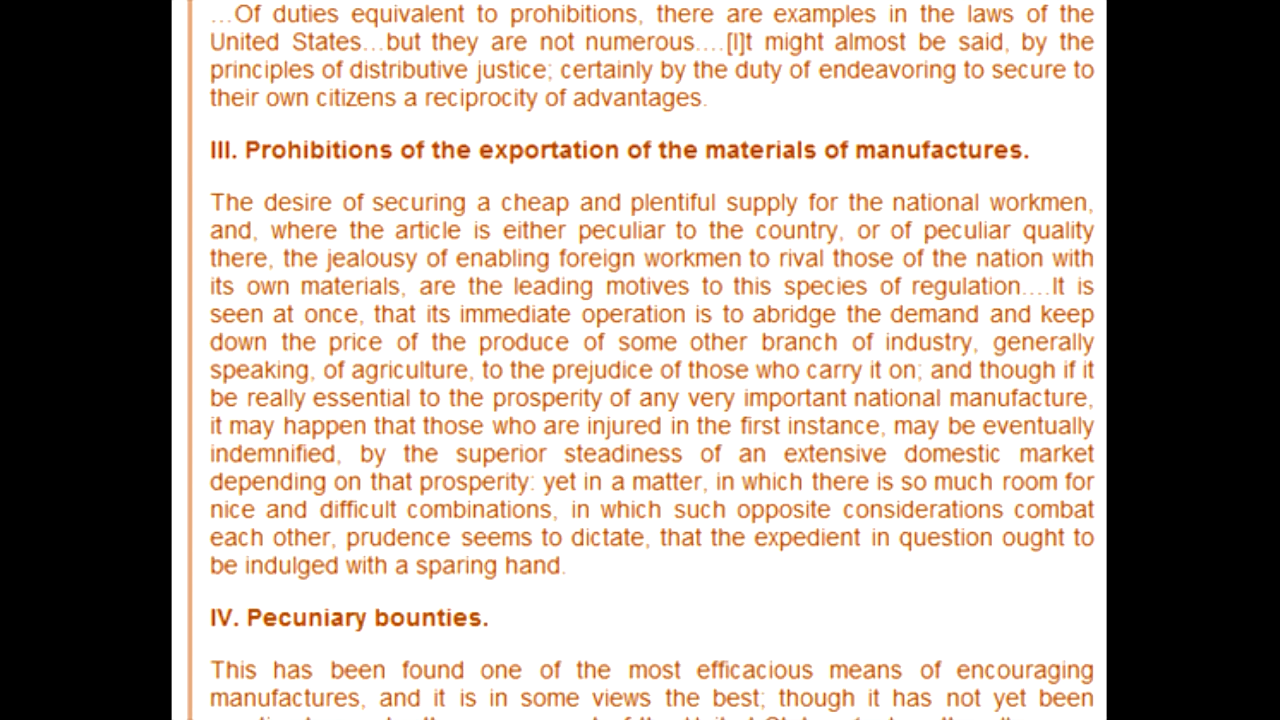 …Of duties equivalent to prohibitions, there are examples in the laws of the
United States…but they are not numerous….[I]t might almost be said, by the
principles of distributive justice; certainly by the duty of endeavoring to secure to
their own citizens a reciprocity of advantages.
III. Prohibitions of the exportation of the materials of manufactures.
The desire of securing a cheap and plentiful supply for the national workmen,
and, where the article is either peculiar to the country, or of peculiar quality
there, the jealousy of enabling foreign workmen to rival those of the nation with
its own materials, are the leading motives to this species of regulation….It is
seen at once, that its immediate operation is to abridge the demand and keep
down the price of the produce of some other branch of industry, generally
speaking, of agriculture, to the prejudice of those who carry it on; and though if it
be really essential to the prosperity of any very important national manufacture,
it may happen that those who are injured in the first instance, may be eventually
indemnified, by the superior steadiness of an extensive domestic market
depending on that prosperity: yet in a matter, in which there is so much room for
nice and difficult combinations, in which such opposite considerations combat
each other, prudence seems to dictate, that the expedient in question ought to
be indulged with a sparing hand.
IV. Pecuniary bounties.
This has been found one of the most efficacious means of encouraging
manufactures, and it is in some views the best; though it has not yet been